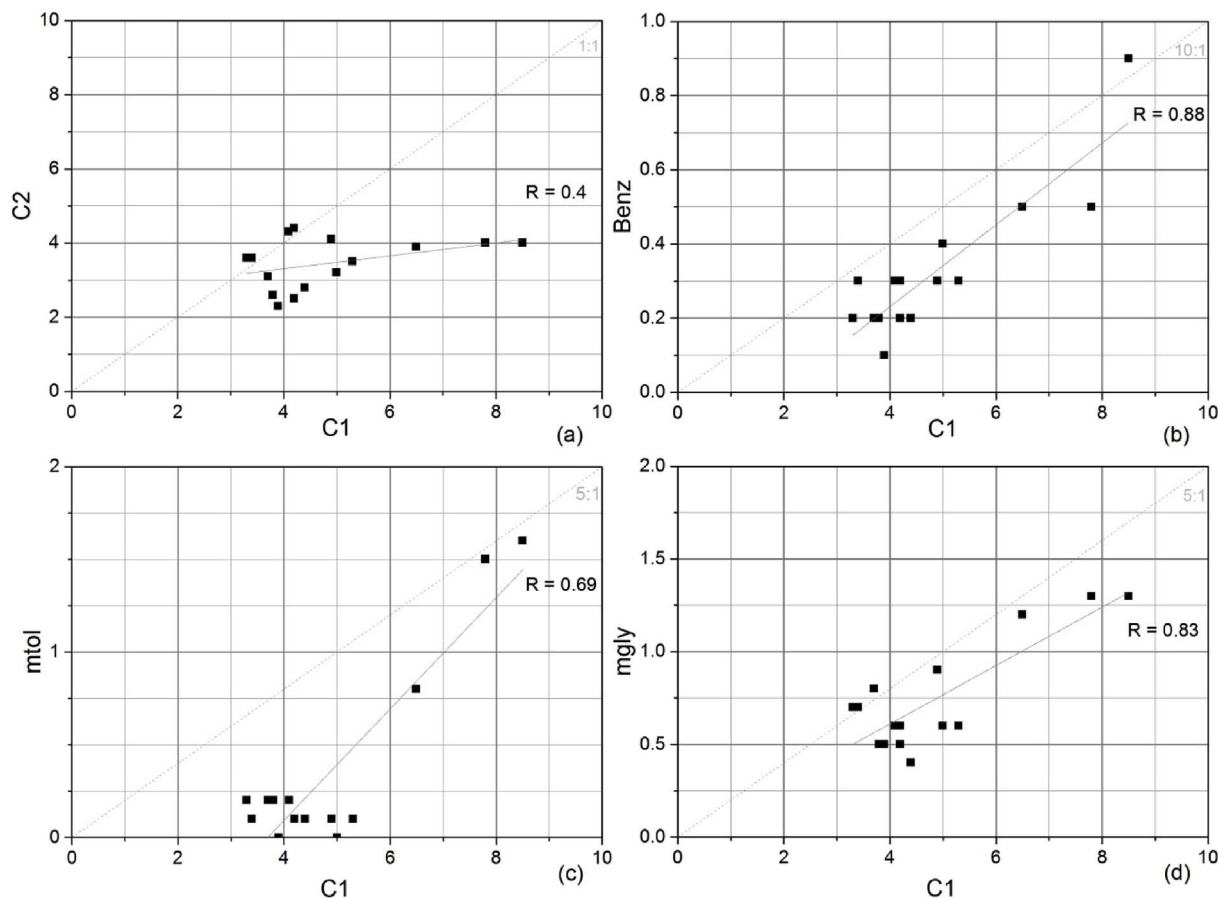 10
8
6
4
2
0
C2
1:1
R = 0.4
0 2 4 6 8 10
C1
(a)
1.0
0.8
0.6
0.4
0.2
0.0
Benz
10:1
R = 0.88
0 2 4 6 8 10
C1
(b)
2
1
0
mtol
5:1
R = 0.69
0 2 4 6 8 10
C1
(c)
2.0
1.5
1.0
0.5
0.0
mgly
5:1
R = 0.83
0 2 4 6 8 10
C1
(d)